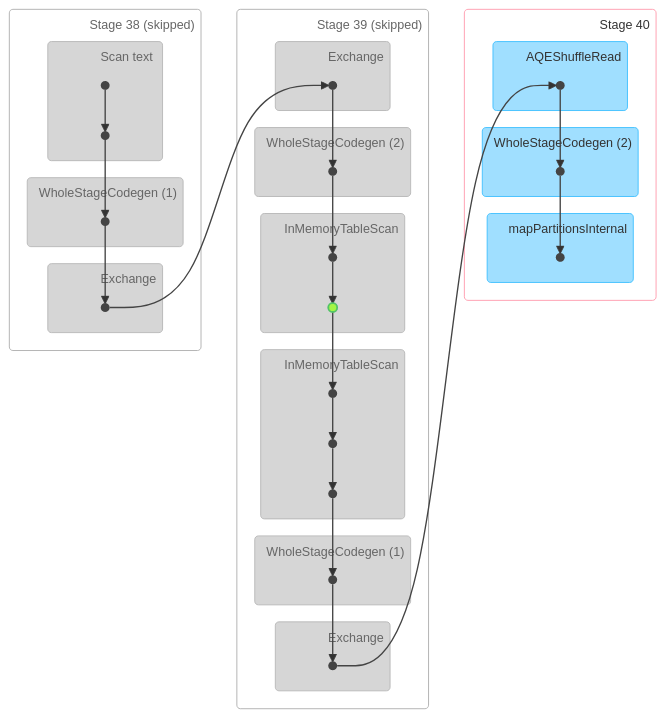 Stage 38 (skipped)
Scan text
WholeStageCodegen (1)
Exchange
Stage 39 (skipped)
Exchange
WholeStageCodegen (2)
InMemoryTableScan
InMemoryTableScan
WholeStageCodegen (1)
Exchange
Stage 40
AQEShuffleRead
WholeStageCodegen (2)
mapPartitionsInternal